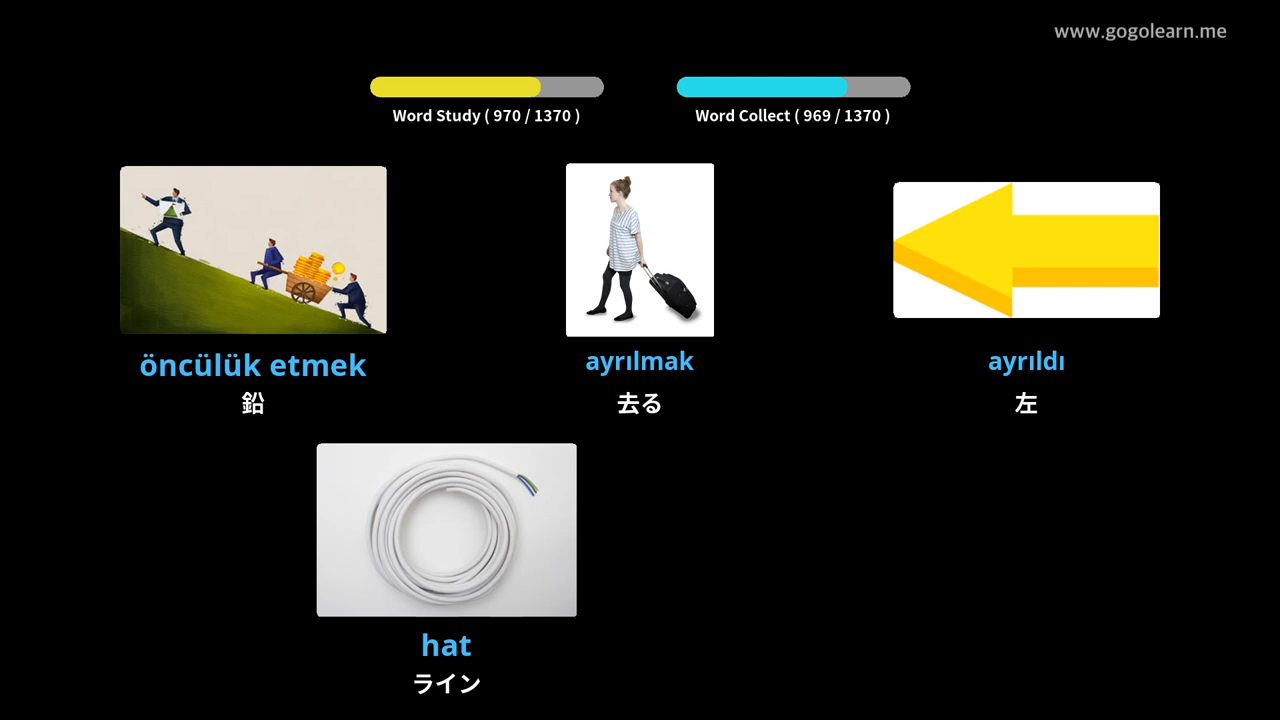 www.gogolearn.me
Word Study ( 970 / 1370 )
Word Collect ( 969 / 1370 )
öncülük etmek
鉛
ayrılmak
去る
ayrıldı
左
hat
ライン